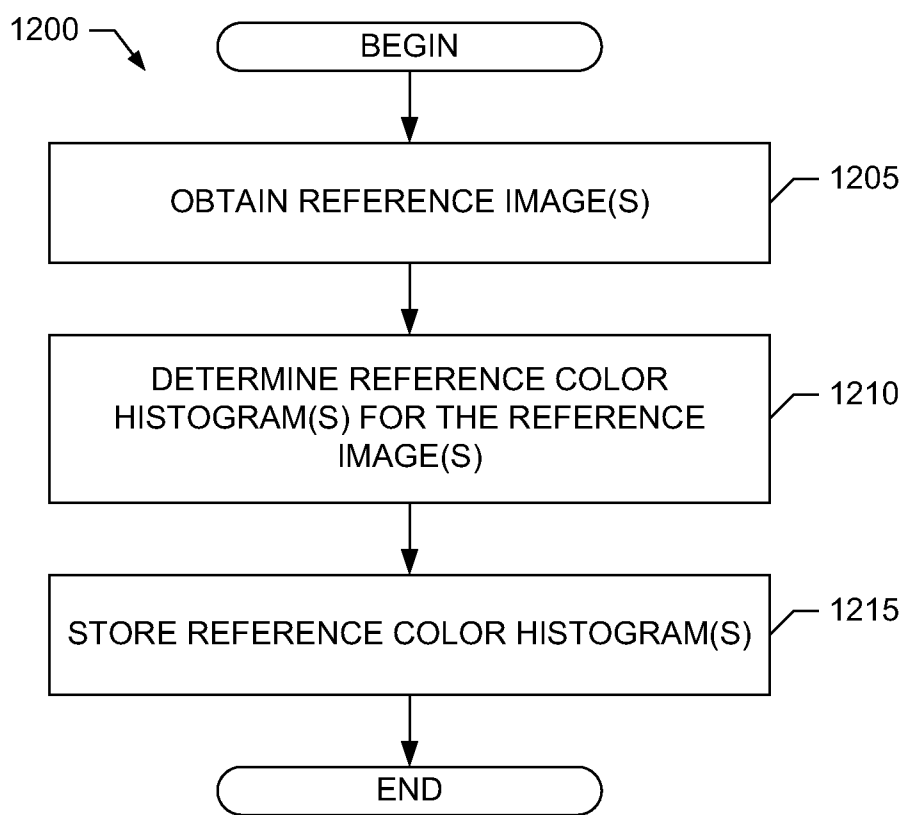 1200
BEGIN
OBTAIN REFERENCE IMAGE(S)
1205
DETERMINE REFERENCE COLOR
HISTOGRAM(S) FOR THE REFERENCE
IMAGE(S)
1210
STORE REFERENCE COLOR HISTOGRAM(S)
1215
END